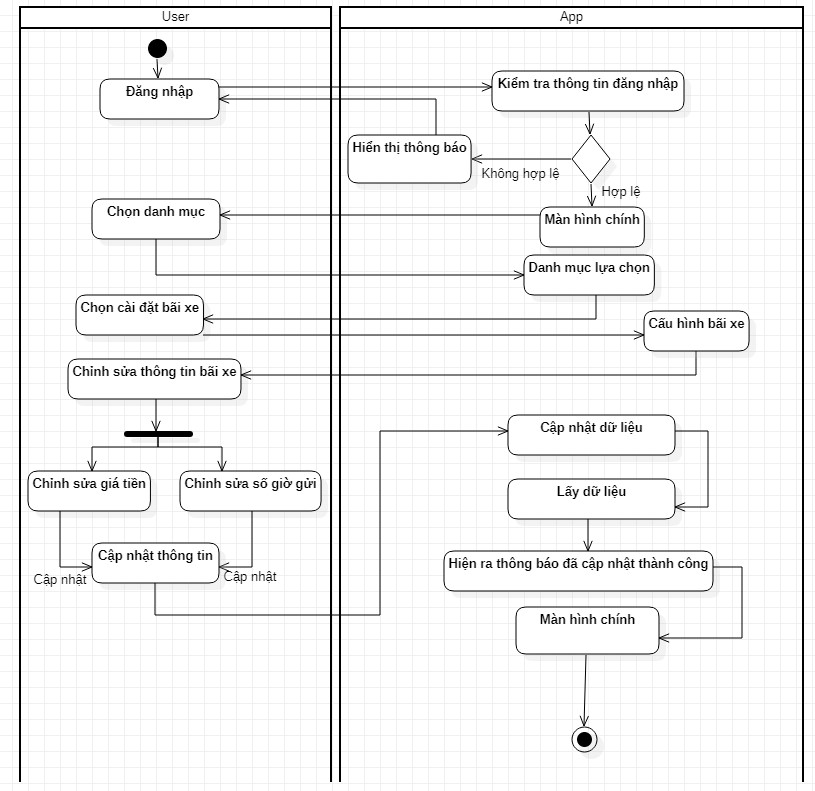 User
App
Đăng nhập
Kiểm tra thông tin đăng nhập
Hiển thị thông báo
Không hợp lệ
Hợp lệ
Chọn danh mục
Màn hình chính
Danh mục lựa chọn
Chọn cài đặt bãi xe
Cấu hình bãi xe
Chỉnh sửa thông tin bãi xe
Cập nhật dữ liệu
Chỉnh sửa giá tiền
Chỉnh sửa số giờ gửi
Lấy dữ liệu
Cập nhật thông tin
Hiện ra thông báo đã cập nhật thành công
Cập nhật
Cập nhật
Màn hình chính